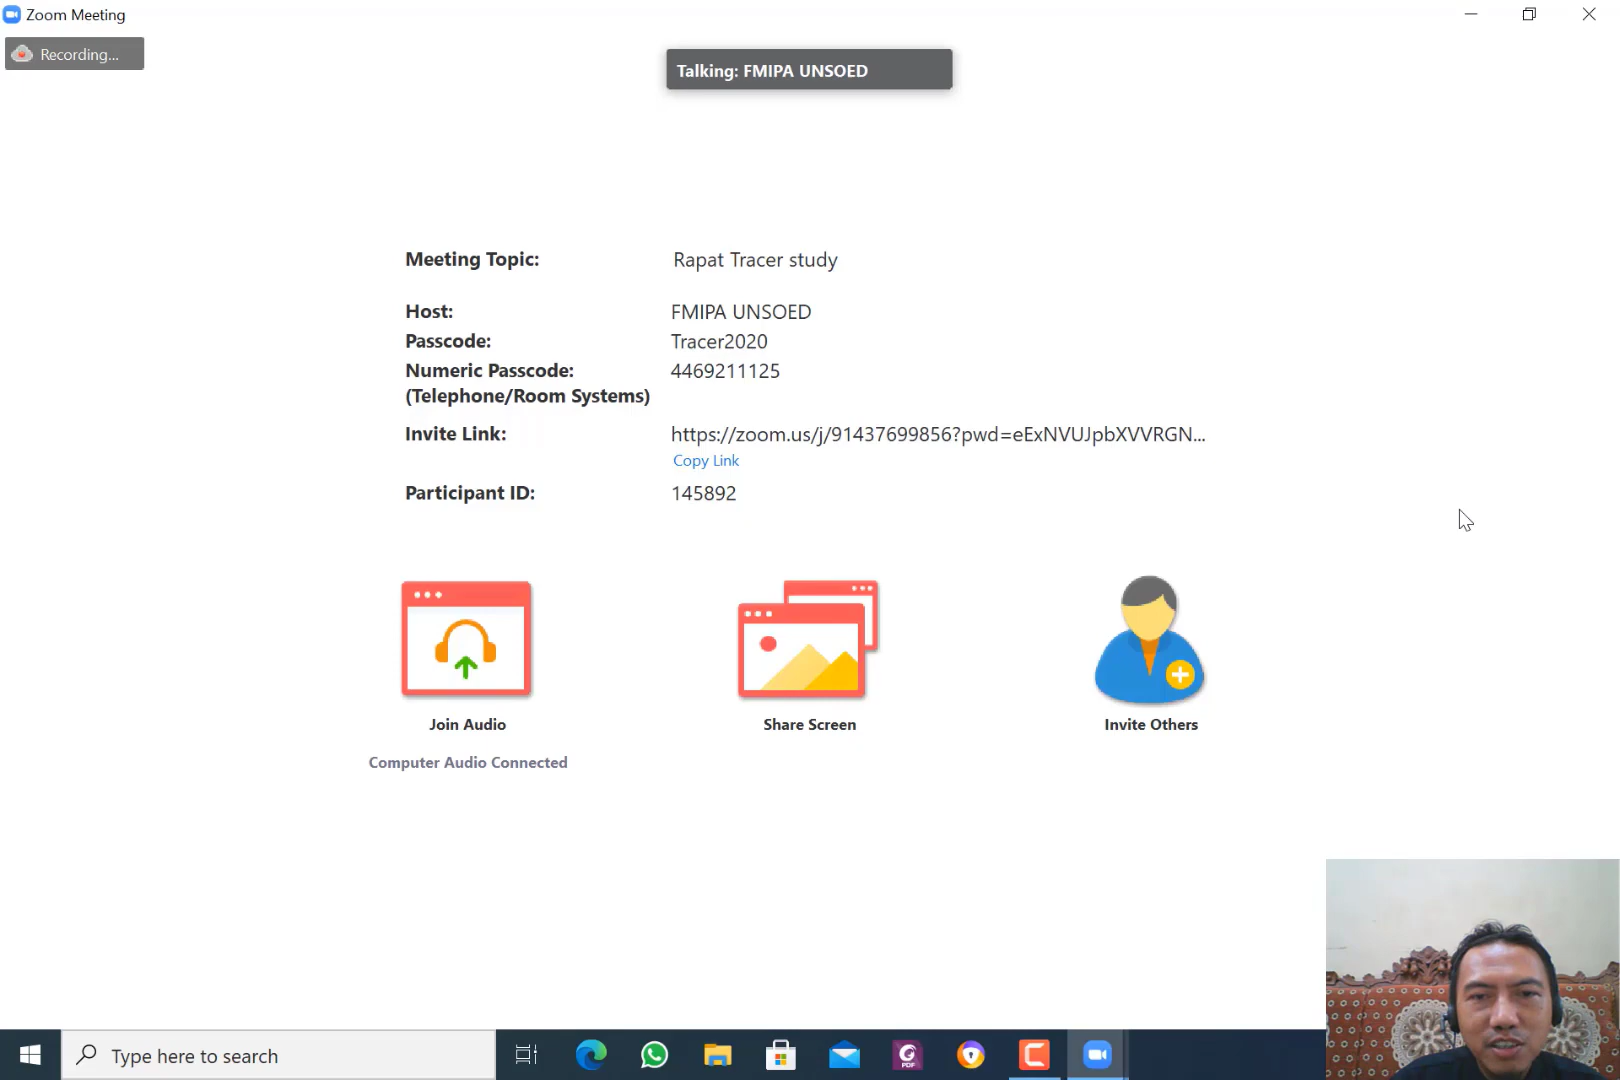 Zoom Meeting
Recording...
Talking: FMIPA UNSOED
Meeting Topic: Rapat Tracer study
Host: FMIPA UNSOED
Passcode: Tracer2020
Numeric Passcode: 4469211125
(Telephone/Room Systems)
Invite Link: https://zoom.us/j/91437699856?pwd=eExNVUJpbXVVRGN...
Copy Link
Participant ID: 145892
Join Audio
Share Screen
Invite Others
Computer Audio Connected
Type here to search
PDF